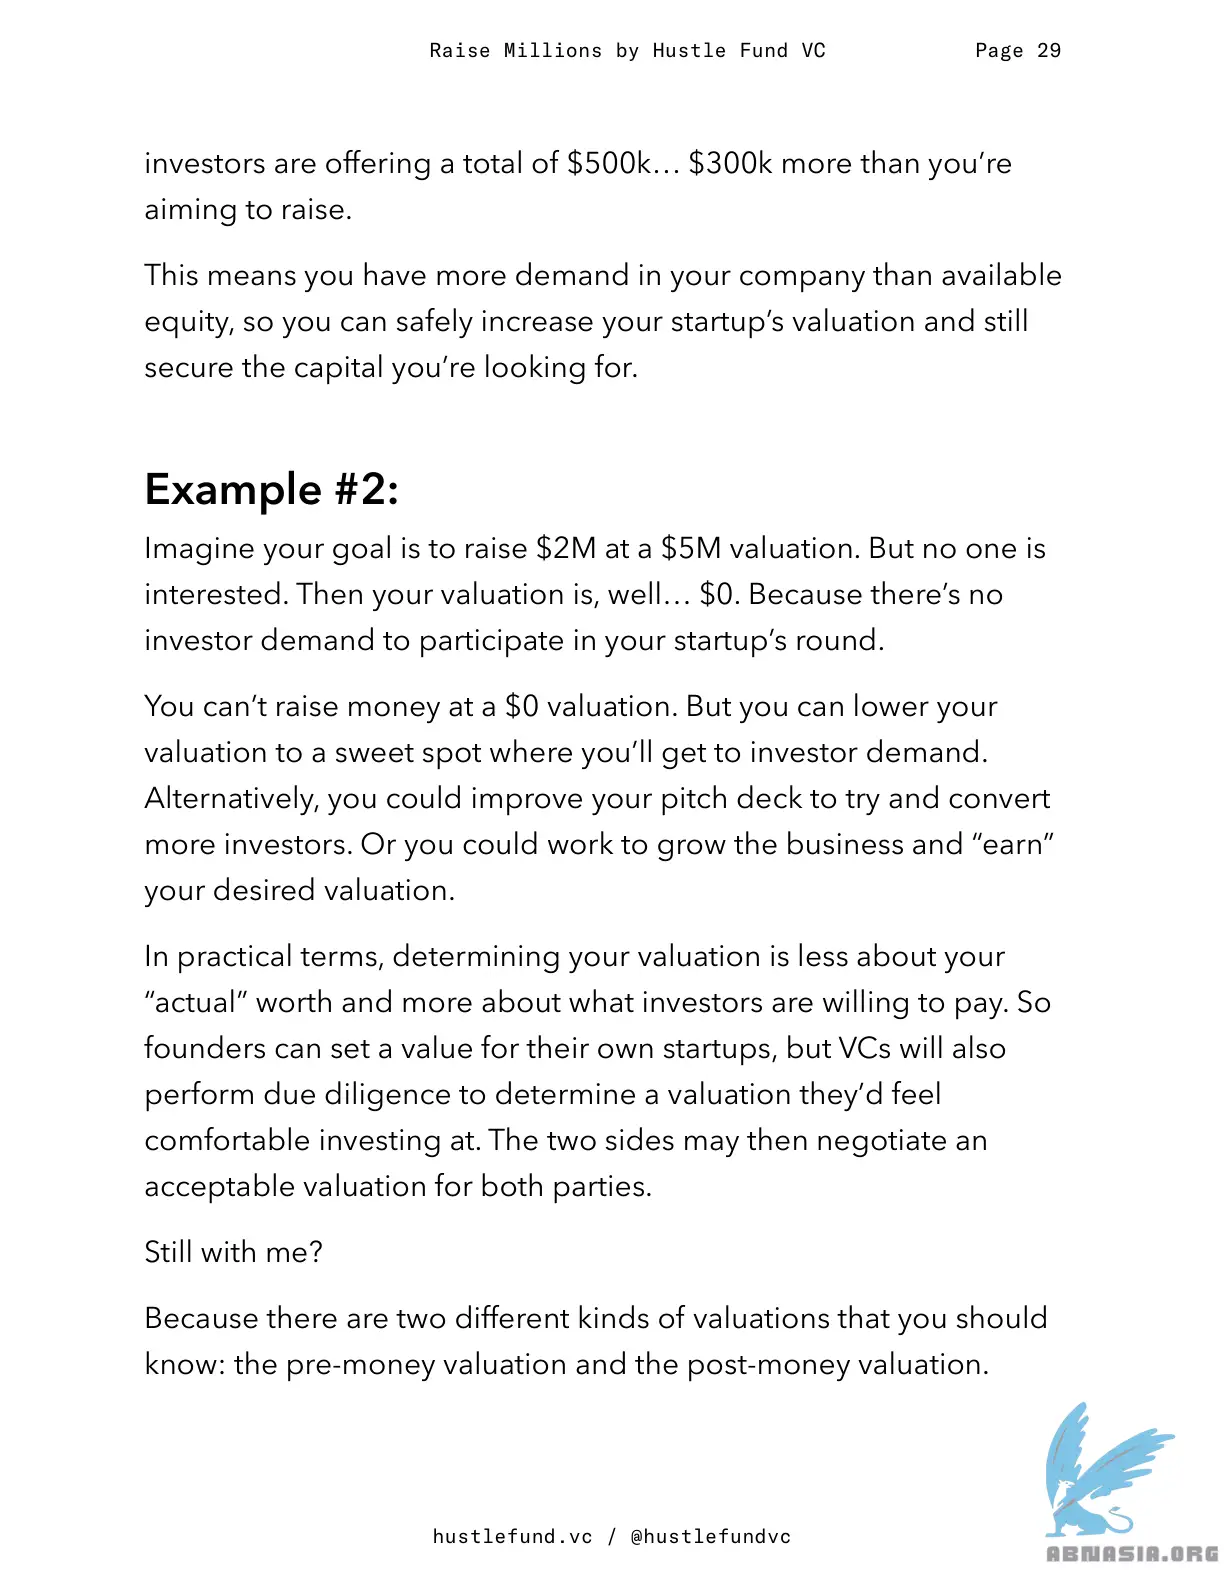 Raise Millions by Hustle Fund VC Page 29
investors are offering a total of $500k… $300k more than you’re
aiming to raise.
This means you have more demand in your company than available
equity, so you can safely increase your startup’s valuation and still
secure the capital you’re looking for.
Example #2:
Imagine your goal is to raise $2M at a $5M valuation. But no one is
interested. Then your valuation is, well… $0. Because there’s no
investor demand to participate in your startup’s round.
You can’t raise money at a $0 valuation. But you can lower your
valuation to a sweet spot where you’ll get to investor demand.
Alternatively, you could improve your pitch deck to try and convert
more investors. Or you could work to grow the business and “earn”
your desired valuation.
In practical terms, determining your valuation is less about your
“actual” worth and more about what investors are willing to pay. So
founders can set a value for their own startups, but VCs will also
perform due diligence to determine a valuation they’d feel
comfortable investing at. The two sides may then negotiate an
acceptable valuation for both parties.
Still with me?
Because there are two different kinds of valuations that you should
know: the pre-money valuation and the post-money valuation.
hustlefund.vc / @hustlefundvc
ABNASIA.ORG